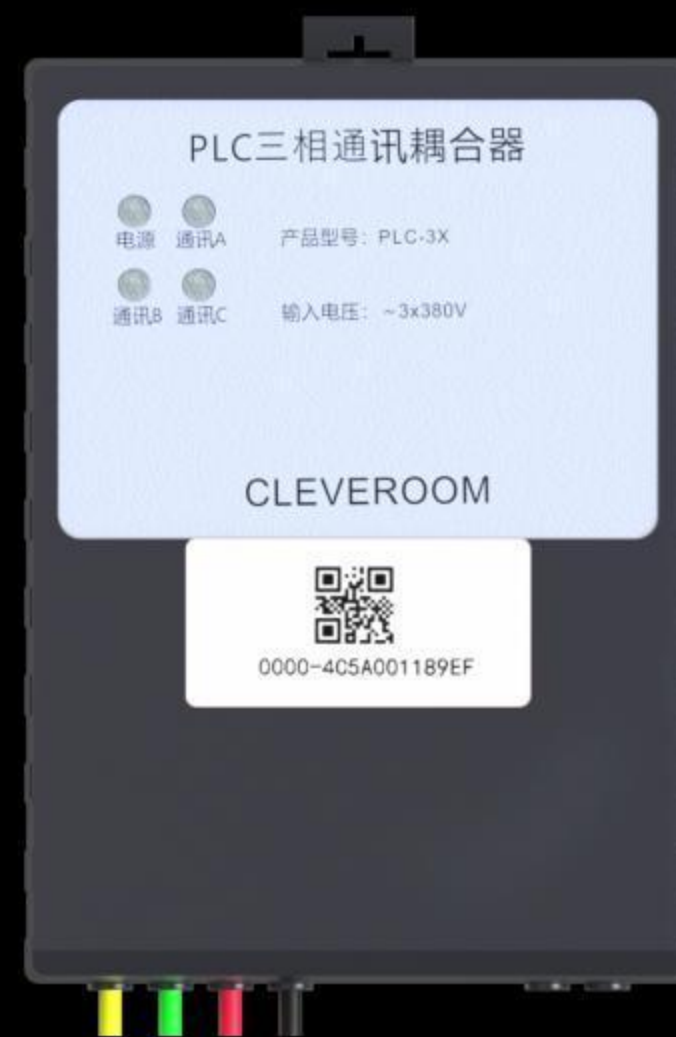 PLC三相通讯耦合器
电源 通讯A
产品型号：PLC-3X
通讯B 通讯C
输入电压：~3x380V
CLEVEROOM
0000-4C5A001189EF